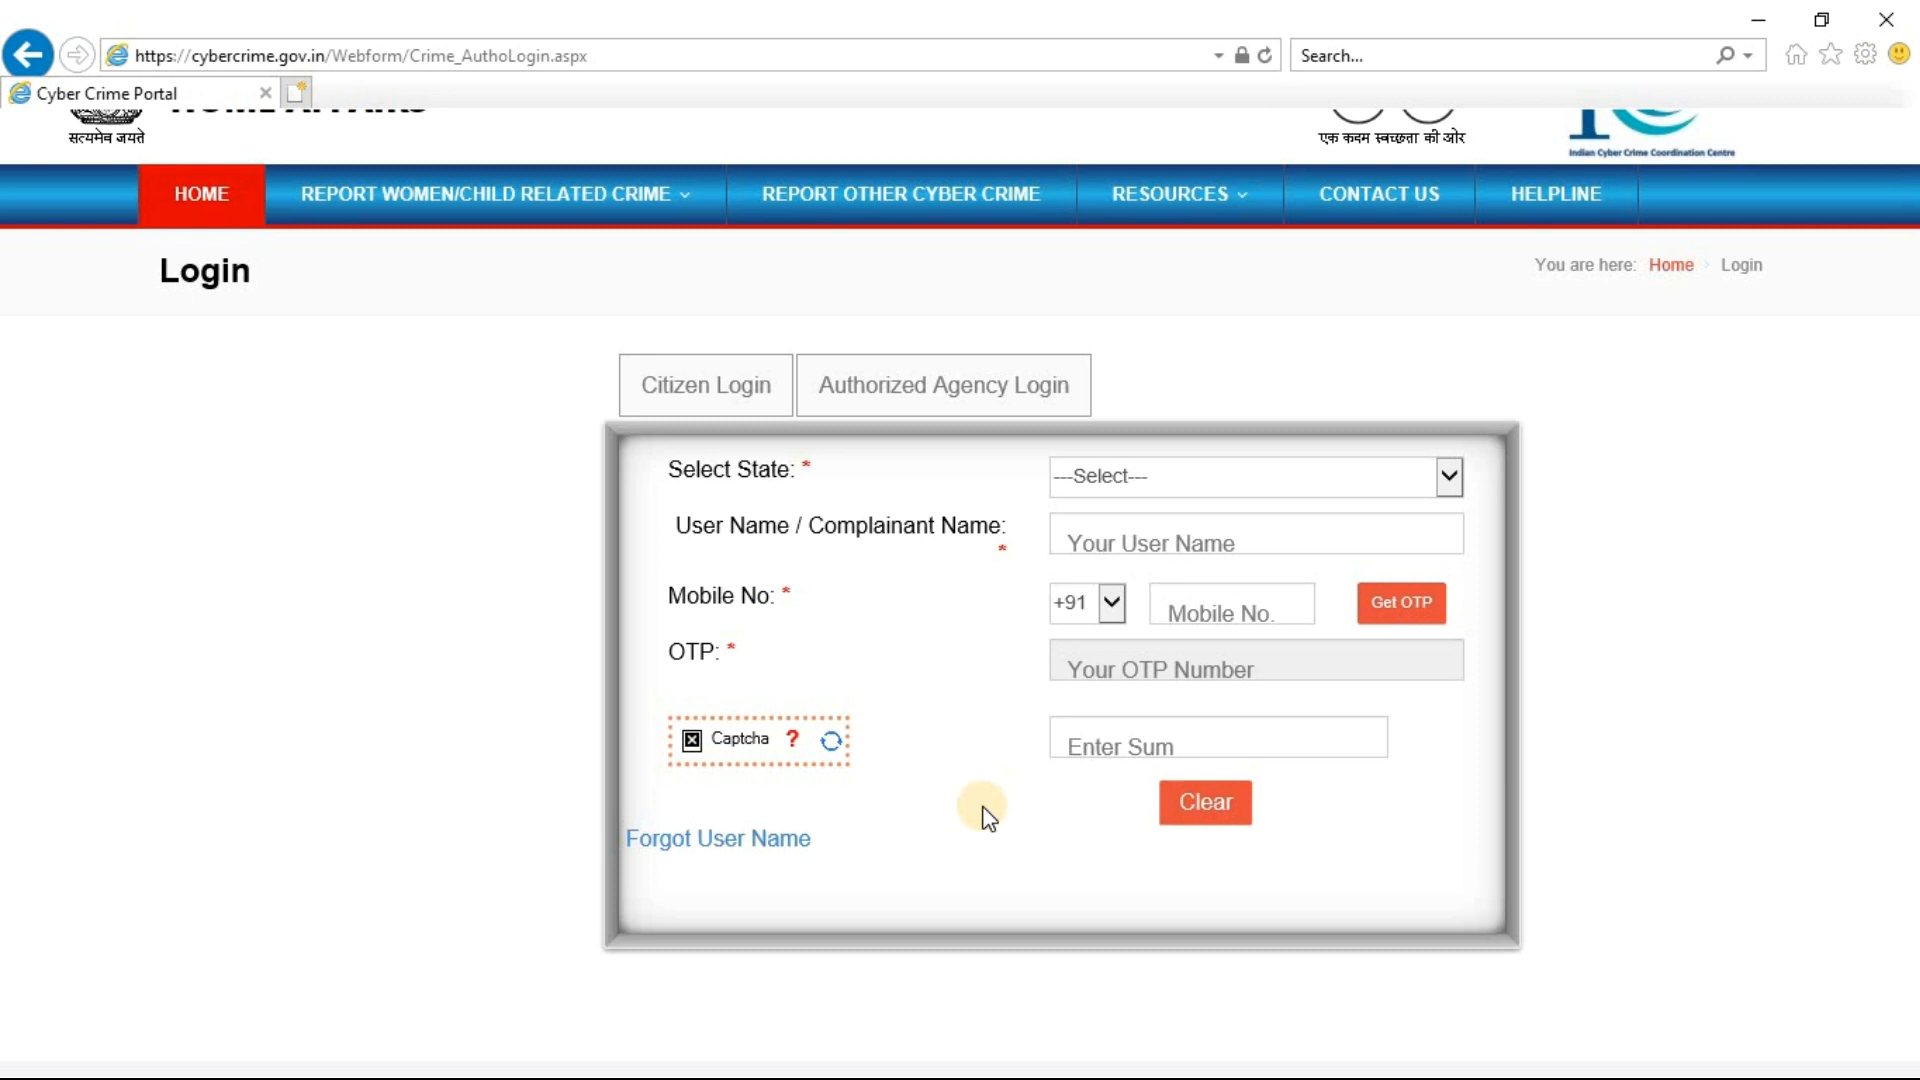 https://cybercrime.gov.in/Webform/Crime_AuthoLogin.aspx
Search...
Cyber Crime Portal
HOME AFFAIRS
सत्यमेव जयते
एक कदम स्वच्छता की ओर
Indian Cyber Crime Coordination Centre
HOME
REPORT WOMEN/CHILD RELATED CRIME
REPORT OTHER CYBER CRIME
RESOURCES
CONTACT US
HELPLINE
Login
You are here: Home Login
Citizen Login
Authorized Agency Login
Select State: *
---Select---
User Name / Complainant Name: *
Your User Name
Mobile No: *
+91
Mobile No.
Get OTP
OTP: *
Your OTP Number
Captcha ?
Enter Sum
Clear
Forgot User Name